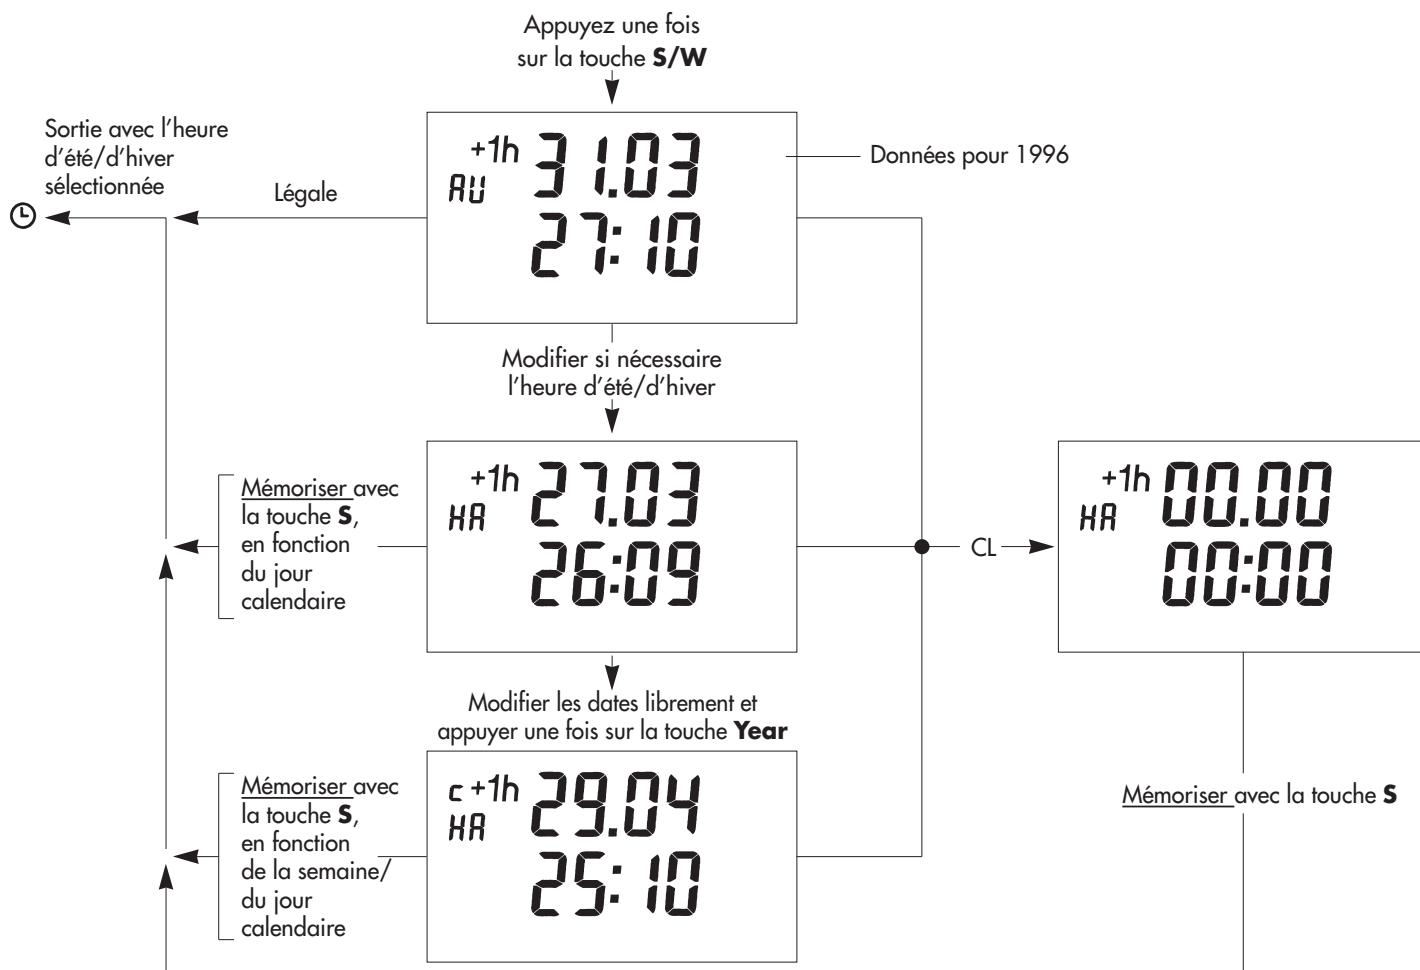 Appuyez une fois
sur la touche S/W
Sortie avec l'heure
d'été/d'hiver
sélectionnée
Légale
+1h 31.03
AU
27:10
Données pour 1996
Modifier si nécessaire
l'heure d'été/d'hiver
Mémoriser avec
la touche S,
en fonction
du jour
calendaire
+1h 27.03
HA
26:09
CL
+1h 00.00
HA
00:00
Modifier les dates librement et
appuyer une fois sur la touche Year
Mémoriser avec
la touche S,
en fonction
de la semaine/
du jour
calendaire
c +1h 29.04
HA
25:10
Mémoriser avec la touche S